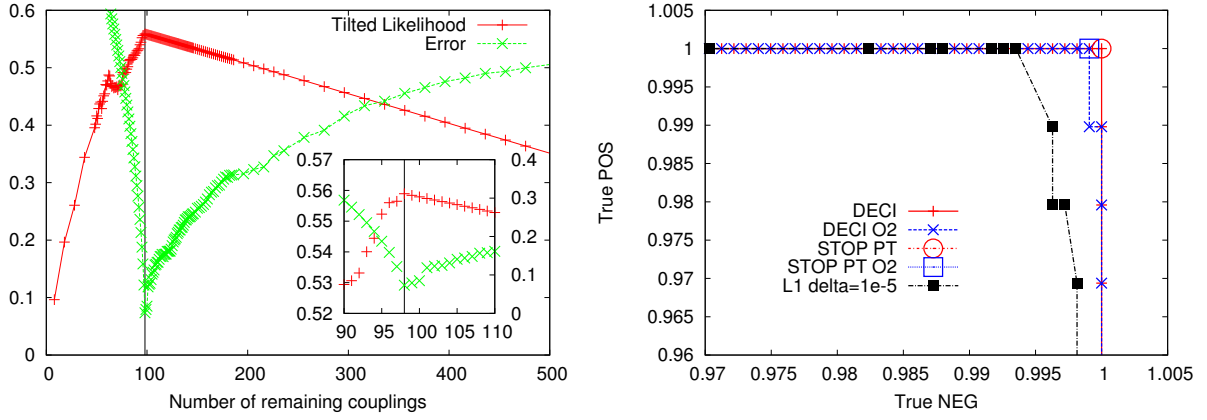 Tilted Likelihood
Error
0.6
0.5
0.4
0.3
0.2
0.1
0
0 100 200 300 400 500
Number of remaining couplings
0.57
0.56
0.55
0.54
0.53
0.52
0.4
0.3
0.2
0.1
0
90 95 100 105 110
1.005
1
0.995
0.99
0.985
0.98
0.975
0.97
0.965
0.96
True POS
DECI
DECI O2
STOP PT
STOP PT O2
L1 delta=1e-5
0.97 0.975 0.98 0.985 0.99 0.995 1 1.005
True NEG